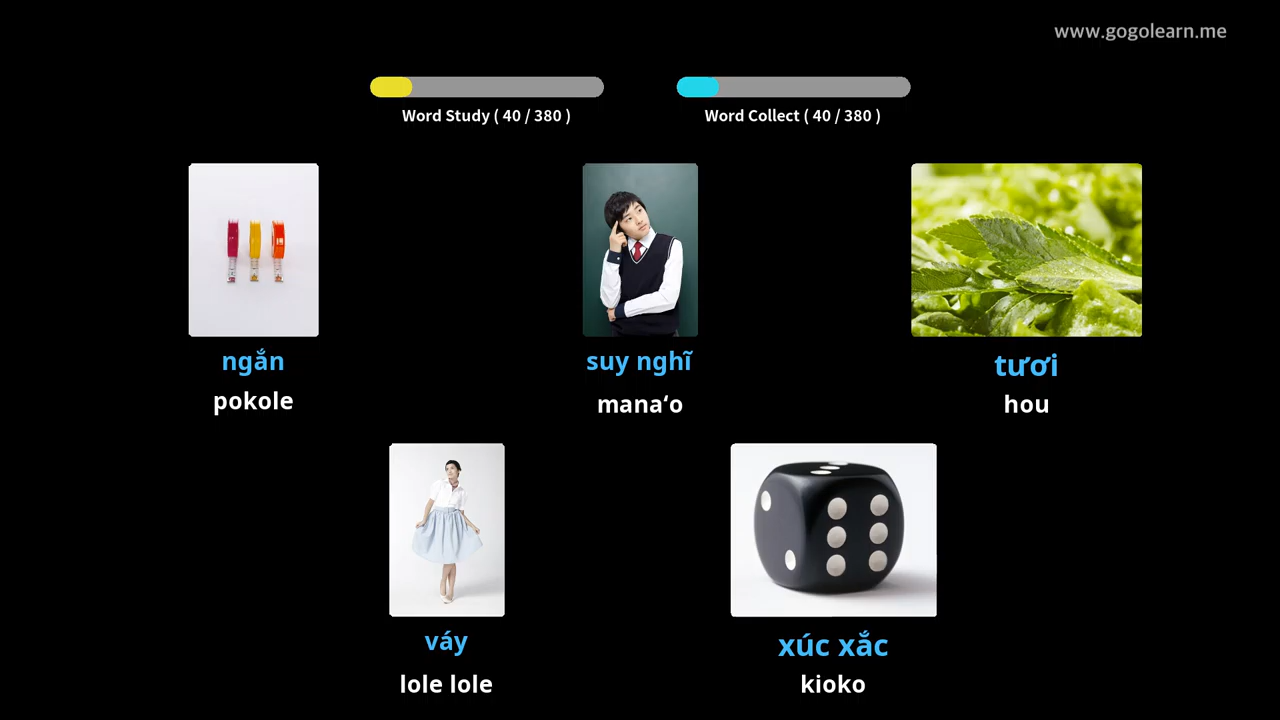 www.gogolearn.me
Word Study ( 40 / 380 )
Word Collect ( 40 / 380 )
ngắn
pokole
suy nghĩ
manaʻo
tươi
hou
váy
lole lole
xúc xắc
kioko